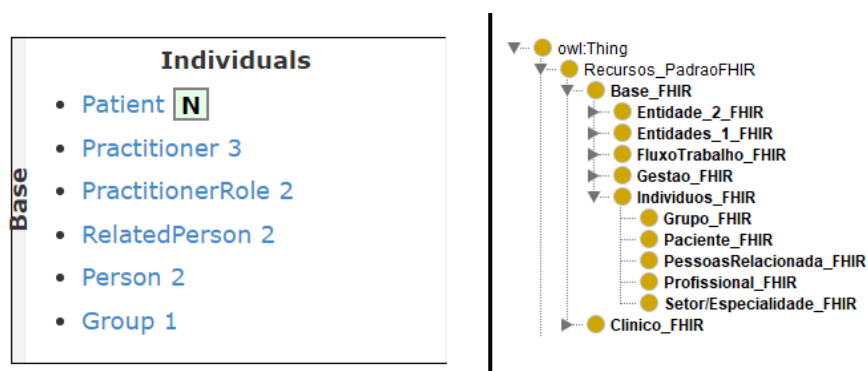 Individuals
Patient N
Practitioner 3
PractitionerRole 2
RelatedPerson 2
Person 2
Group 1
Base
owl:Thing
Recursos_PadraoFHIR
Base_FHIR
Entidade_2_FHIR
Entidades_1_FHIR
FluxoTrabalho_FHIR
Gestao_FHIR
Individuos_FHIR
Grupo_FHIR
Paciente_FHIR
PessoasRelacionada_FHIR
Profissional_FHIR
Setor/Especialidade_FHIR
Clinico_FHIR